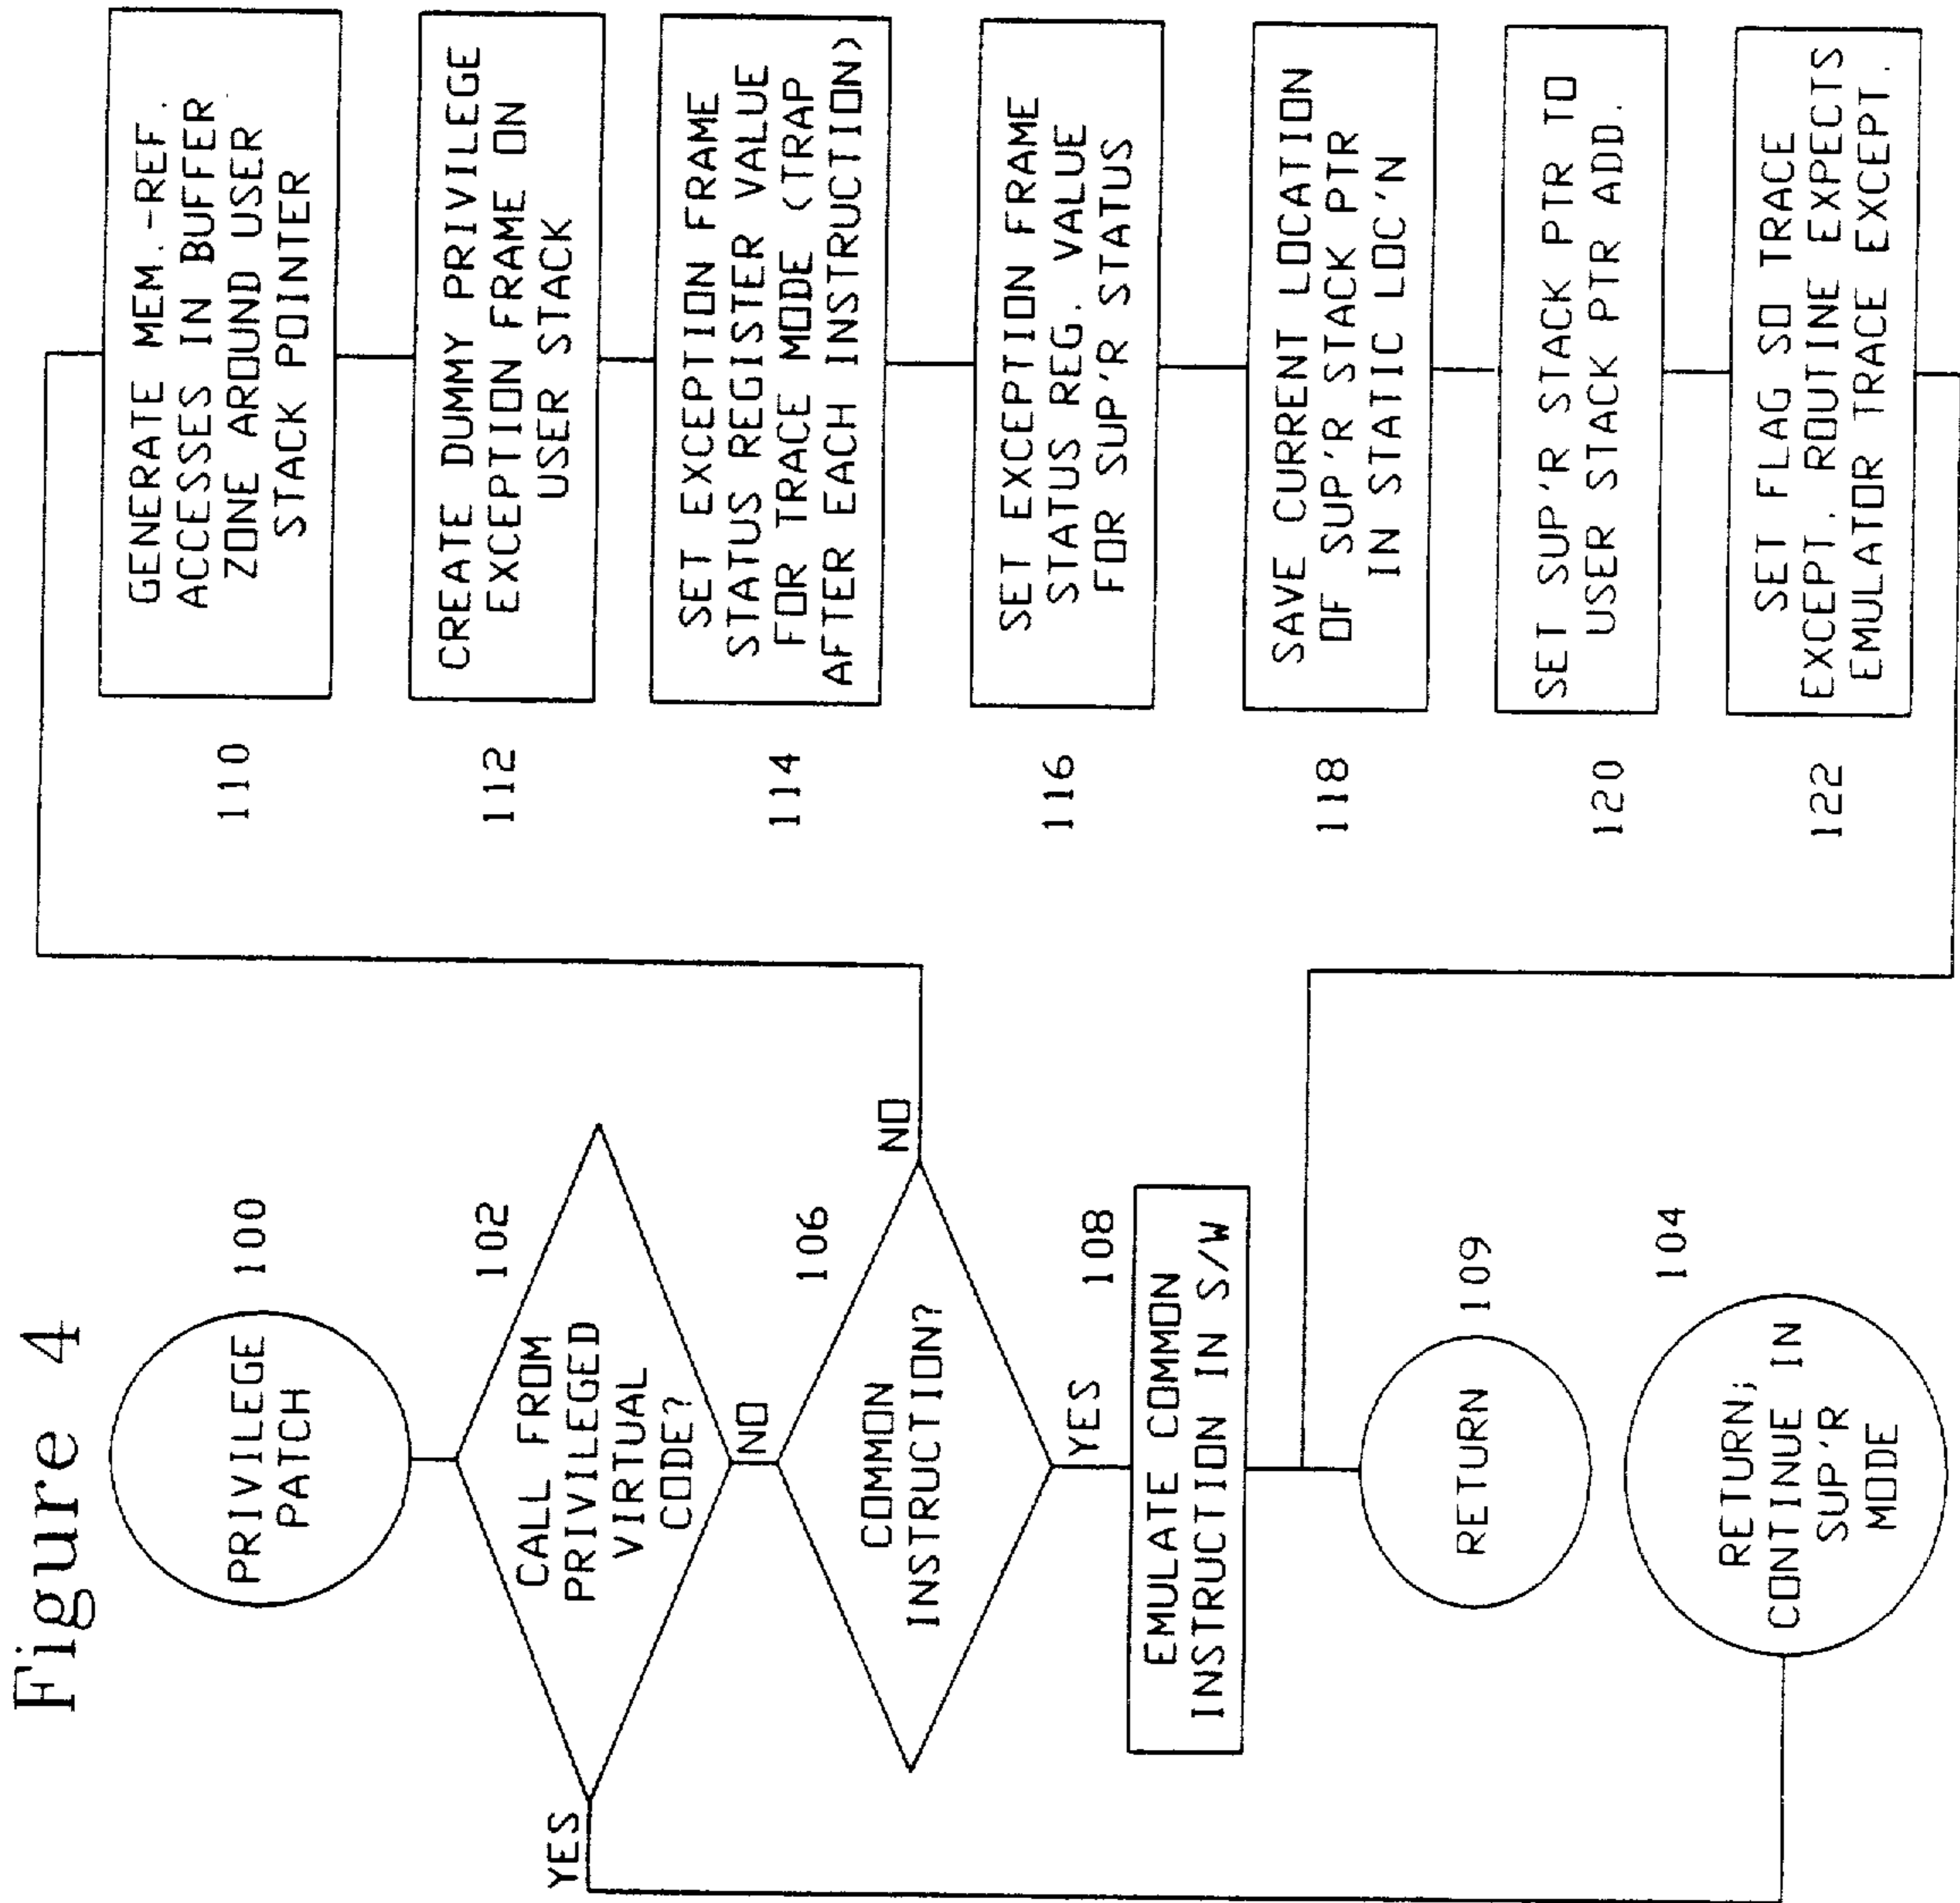 Figure 4
PRIVILEGE
PATCH
100
CALL FROM
PRIVILEGED
VIRTUAL
CODE?
102
YES
NO
COMMON
INSTRUCTION?
106
NO
YES
EMULATE COMMON
INSTRUCTION IN S/W
108
RETURN
109
RETURN;
CONTINUE IN
SUP'R
MODE
104
110
GENERATE MEM.-REF.
ACCESSES IN BUFFER
ZONE AROUND USER
STACK POINTER
112
CREATE DUMMY PRIVILEGE
EXCEPTION FRAME ON
USER STACK
114
SET EXCEPTION FRAME
STATUS REGISTER VALUE
FOR TRACE MODE (TRAP
AFTER EACH INSTRUCTION)
116
SET EXCEPTION FRAME
STATUS REG. VALUE
FOR SUP'R STATUS
118
SAVE CURRENT LOCATION
OF SUP'R STACK PTR
IN STATIC LOC'N
120
SET SUP'R STACK PTR TO
USER STACK PTR ADD.
122
SET FLAG SO TRACE
EXCEPT. ROUTINE EXPECTS
EMULATOR TRACE EXCEPT.